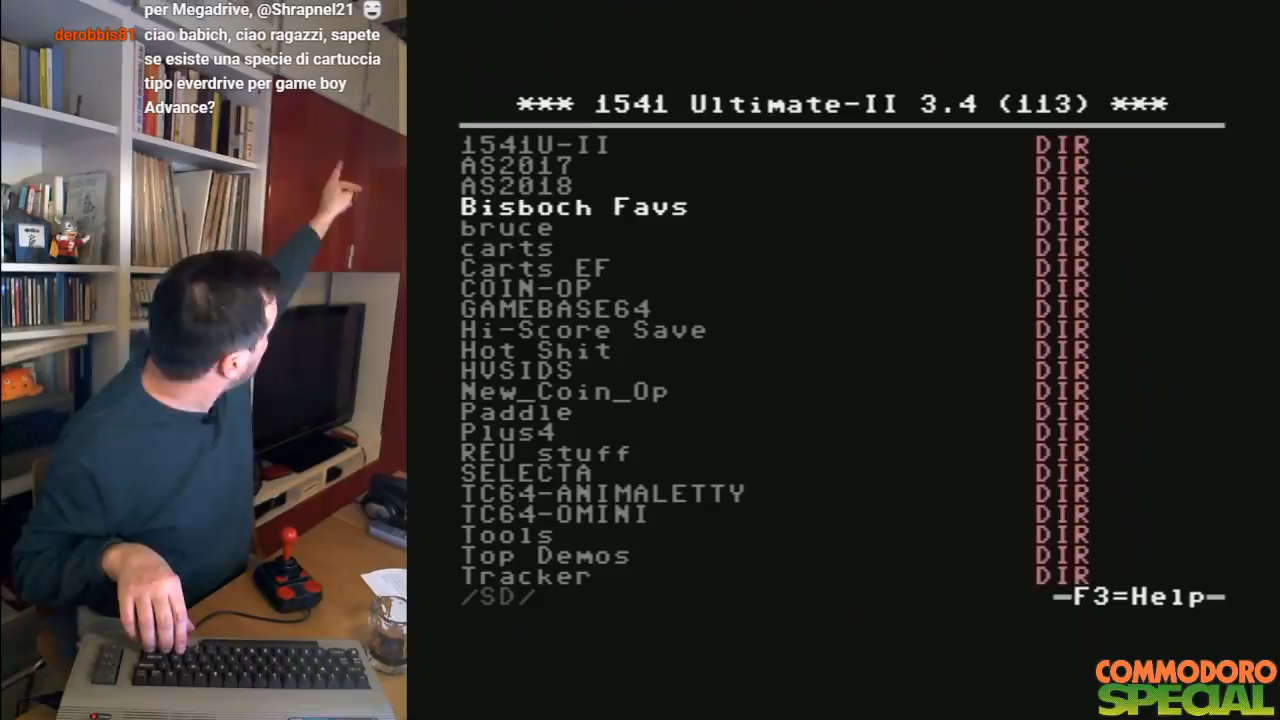 per Megadrive, @Shrapnel21
derobbis81 ciao babich, ciao ragazzi, sapete
se esiste una specie di cartuccia
tipo everdrive per game boy
Advance?
*** 1541 Ultimate-II 3.4 (113) ***
1541U-II DIR
AS2017 DIR
AS2018 DIR
Bisboch Favs DIR
bruce DIR
carts DIR
Carts EF DIR
COIN-OP DIR
GAMEBASE64 DIR
Hi-Score Save DIR
Hot Shit DIR
HVSIDS DIR
New_Coin_Op DIR
Paddle DIR
Plus4 DIR
REU stuff DIR
SELECTA DIR
TC64-ANIMALETTY DIR
TC64-OMINI DIR
Tools DIR
Top Demos DIR
Tracker DIR
/SD/ —F3=Help—
COMMODORO
SPECIAL